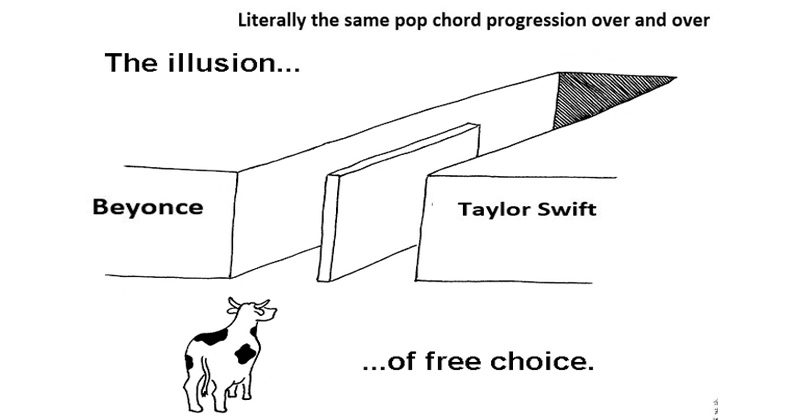 Literally the same pop chord progression over and over
The illusion...
Beyonce
Taylor Swift
...of free choice.